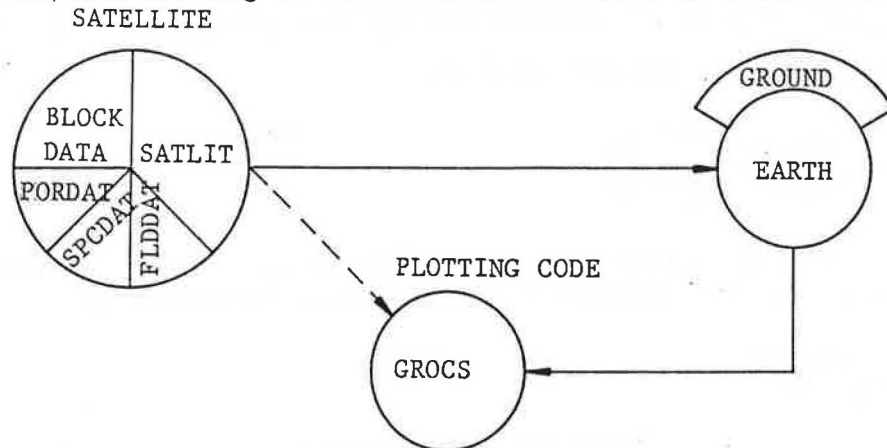 SATELLITE
GROUND
BLOCK
DATA
SATLIT
EARTH
PORDAT
SPCDAT
FLDDAT
PLOTTING CODE
GROCS